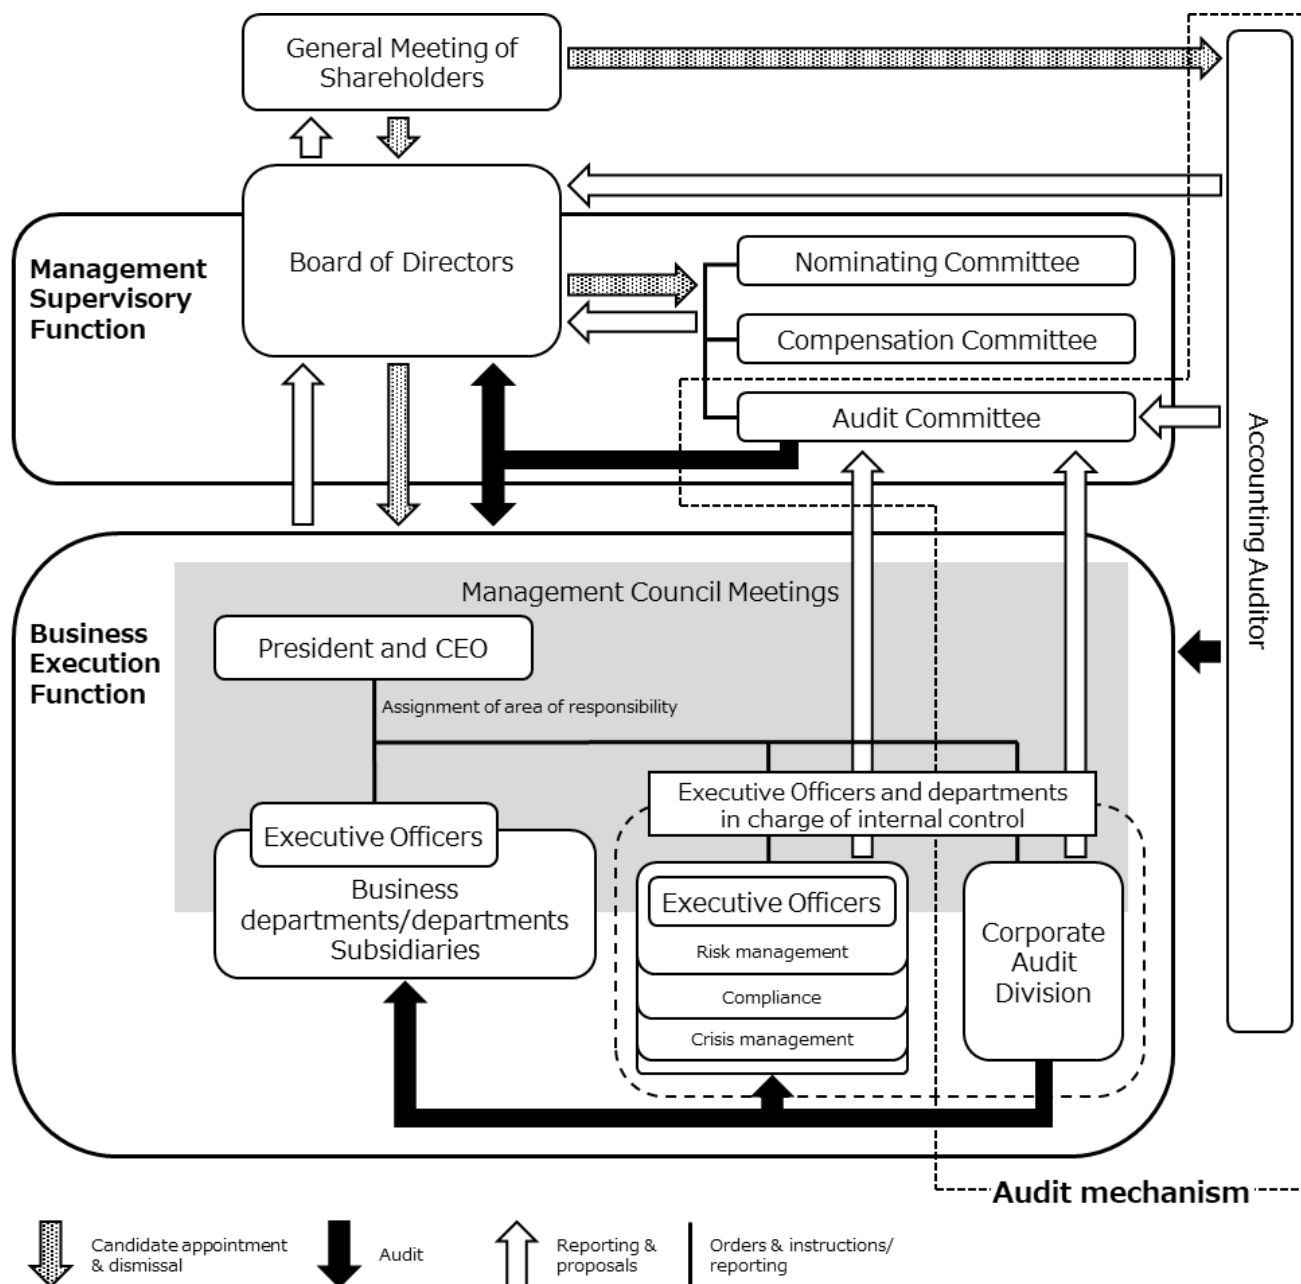 General Meeting of
Shareholders
Board of Directors
Management
Supervisory
Function
Nominating Committee
Compensation Committee
Audit Committee
Accounting Auditor
Management Council Meetings
Business
Execution
Function
President and CEO
Assignment of area of responsibility
Executive Officers and departments
in charge of internal control
Executive Officers
Business
departments/departments
Subsidiaries
Executive Officers
Risk management
Compliance
Crisis management
Corporate
Audit
Division
Audit mechanism
Candidate appointment
& dismissal
Audit
Reporting &
proposals
Orders & instructions/
reporting